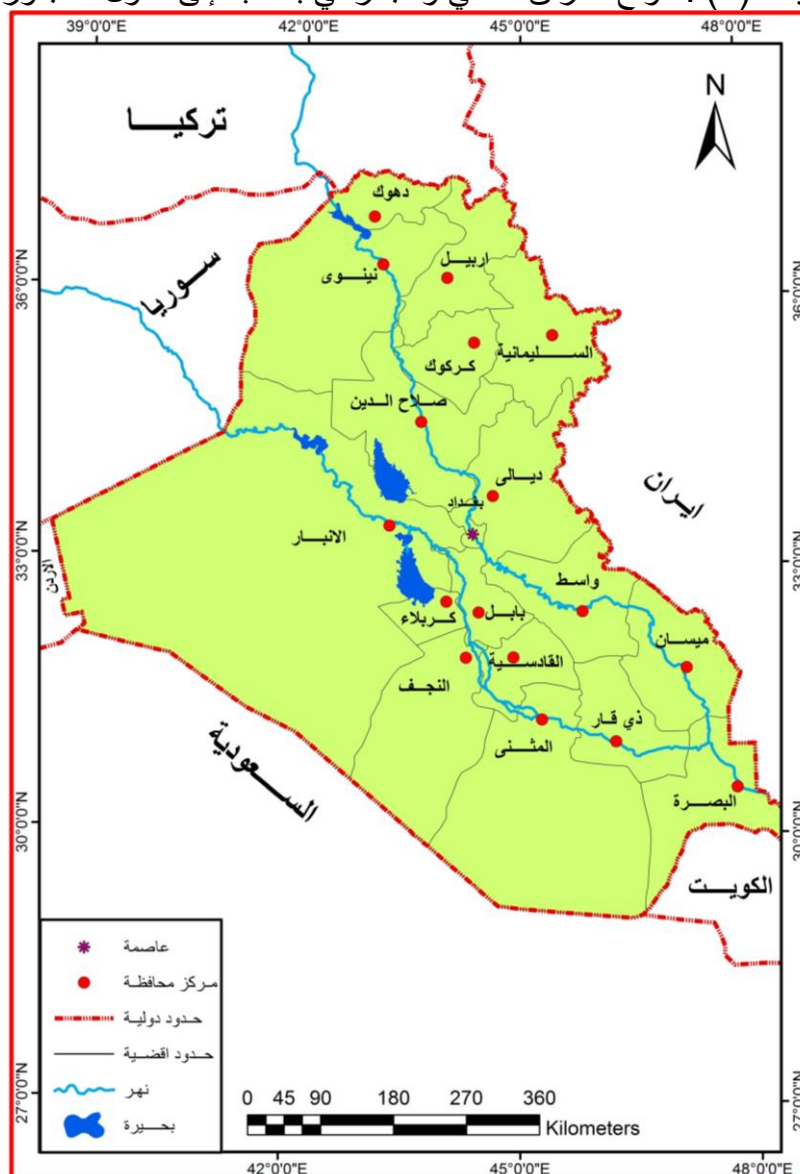 39°0'0"E 42°0'0"E 45°0'0"E 48°0'0"E
N
تركيا
سوريا
ايران
الاردن
السعودية
الكويت
36°0'0"N
33°0'0"N
30°0'0"N
27°0'0"N
36°0'0"N
33°0'0"N
30°0'0"N
27°0'0"N
دهوك
نينوى
اربيل
كركوك
السليمانية
صلاح الدين
ديالى
بغداد
الانبار
واسط
كربلاء
بابل
ميسان
القادسية
النجف
ذي قار
المثنى
البصرة
عاصمة
مركز محافظة
حدود دولية
حدود اقضية
نهر
بحيرة
0 45 90 180 270 360
Kilometers
42°0'0"E 45°0'0"E 48°0'0"E